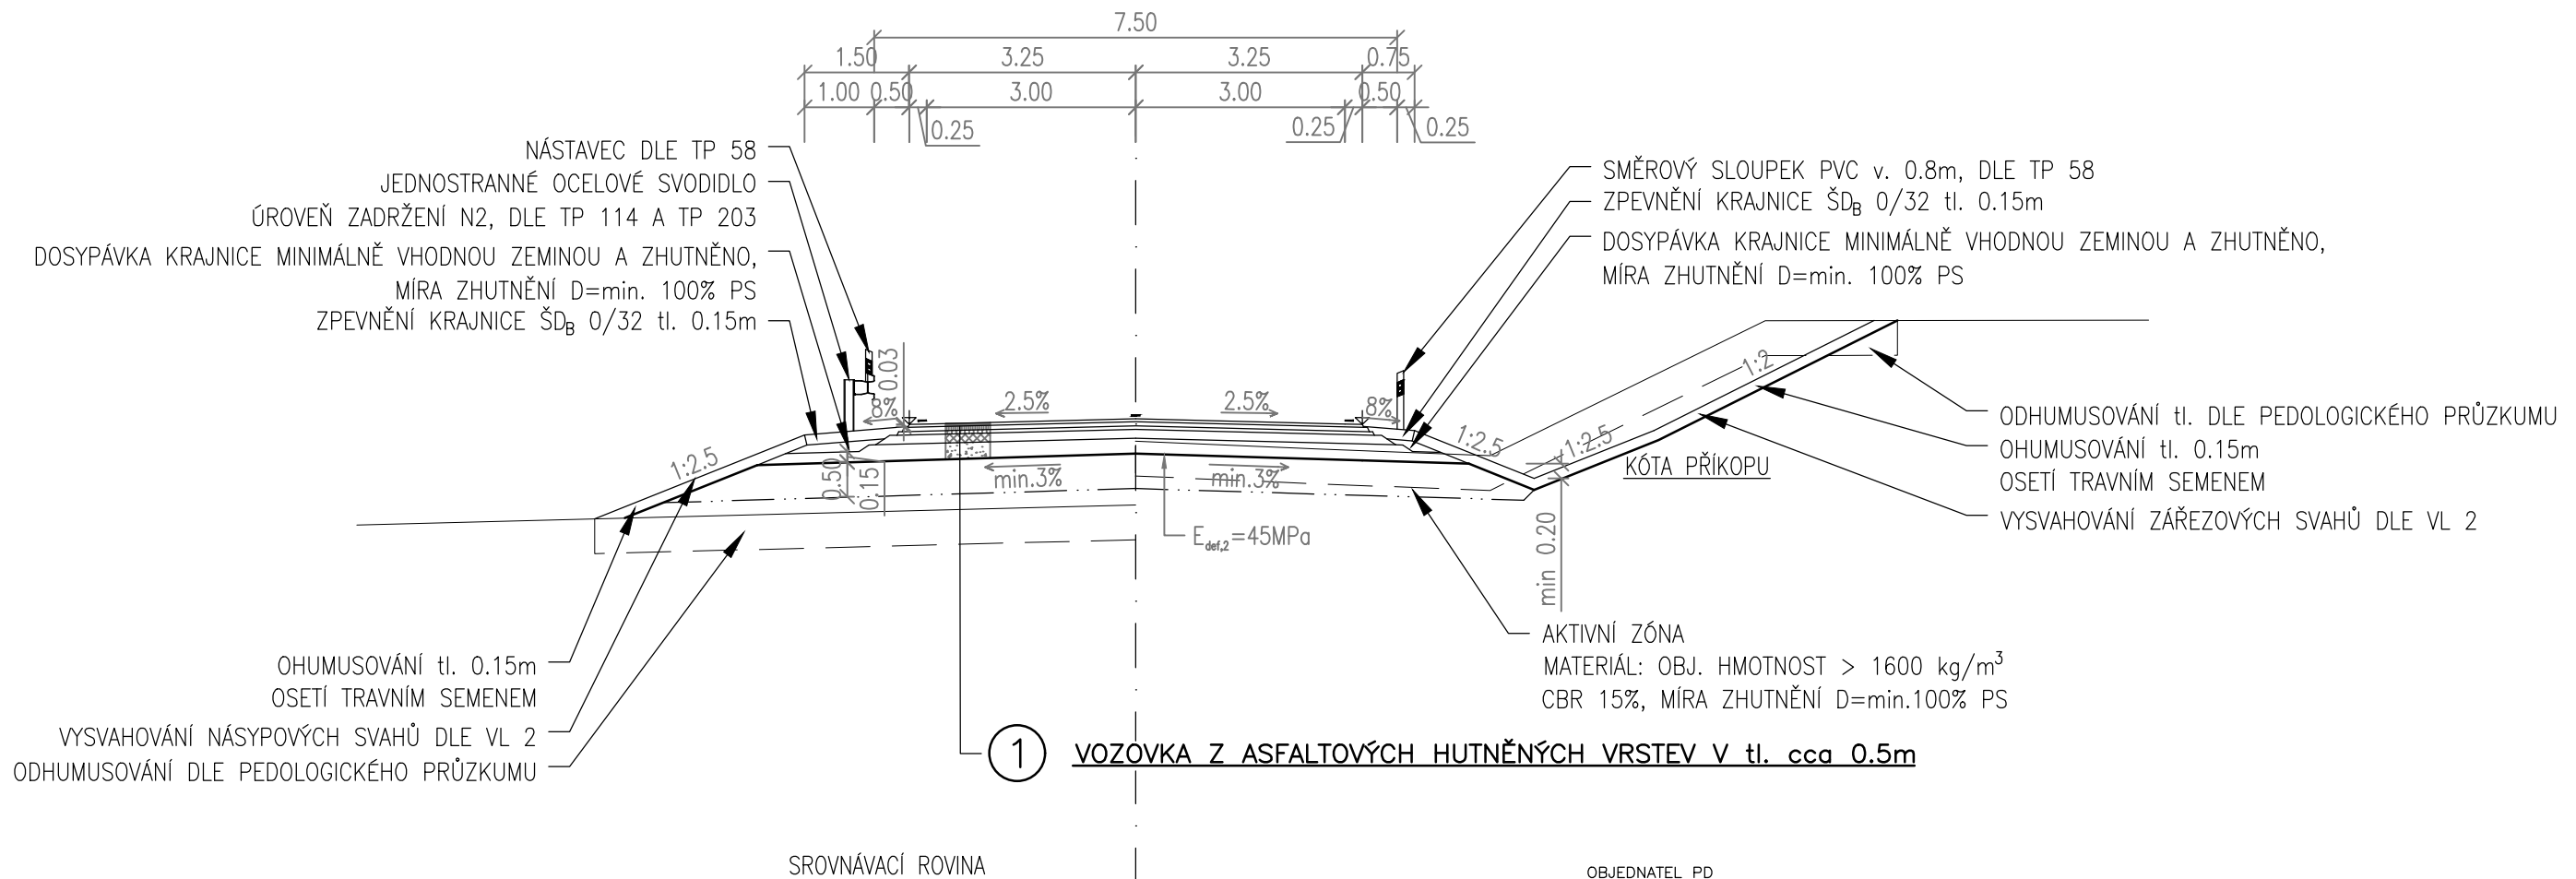 7.50
1.50 3.25 3.25 0.75
1.00 0.50 3.00 3.00 0.50
0.25 0.25 0.25
NÁSTAVEC DLE TP 58
JEDNOSTRANNÉ OCELOVÉ SVODIDLO
ÚROVEŇ ZADRŽENÍ N2, DLE TP 114 A TP 203
DOSYPÁVKA KRAJNICE MINIMÁLNĚ VHODNOU ZEMINOU A ZHUTNĚNO,
MÍRA ZHUTNĚNÍ D=min. 100% PS
ZPEVNĚNÍ KRAJNICE ŠDB 0/32 tl. 0.15m
SMĚROVÝ SLOUPEK PVC v. 0.8m, DLE TP 58
ZPEVNĚNÍ KRAJNICE ŠDB 0/32 tl. 0.15m
DOSYPÁVKA KRAJNICE MINIMÁLNĚ VHODNOU ZEMINOU A ZHUTNĚNO,
MÍRA ZHUTNĚNÍ D=min. 100% PS
0.03
8% 2.5% 2.5% 8%
1:2
1:2.5 1:2.5 1:2.5
0.50 0.15 min.3% min.3%
KÓTA PŘÍKOPU
min 0.20
Edef,2=45MPa
ODHUMUSOVÁNÍ tl. DLE PEDOLOGICKÉHO PRŮZKUMU
OHUMUSOVÁNÍ tl. 0.15m
OSETÍ TRAVNÍM SEMENEM
VYSVAHOVÁNÍ ZÁŘEZOVÝCH SVAHŮ DLE VL 2
AKTIVNÍ ZÓNA
MATERIÁL: OBJ. HMOTNOST > 1600 kg/m³
CBR 15%, MÍRA ZHUTNĚNÍ D=min.100% PS
OHUMUSOVÁNÍ tl. 0.15m
OSETÍ TRAVNÍM SEMENEM
VYSVAHOVÁNÍ NÁSYPOVÝCH SVAHŮ DLE VL 2
ODHUMUSOVÁNÍ DLE PEDOLOGICKÉHO PRŮZKUMU
1 VOZOVKA Z ASFALTOVÝCH HUTNĚNÝCH VRSTEV V tl. cca 0.5m
SROVNÁVACÍ ROVINA
OBJEDNATEL PD